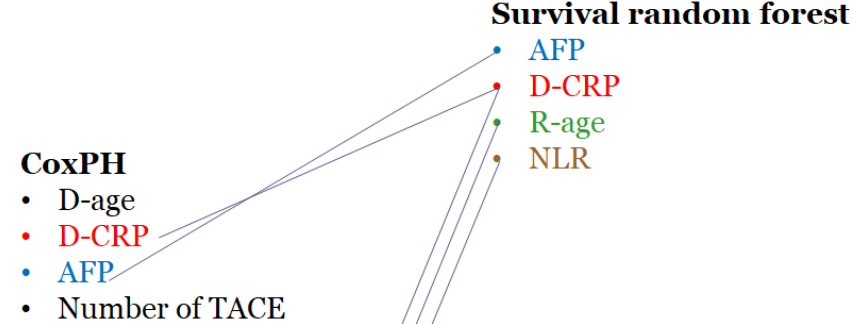 Survival random forest
• AFP
• D-CRP
• R-age
• NLR
CoxPH
• D-age
• D-CRP
• AFP
• Number of TACE